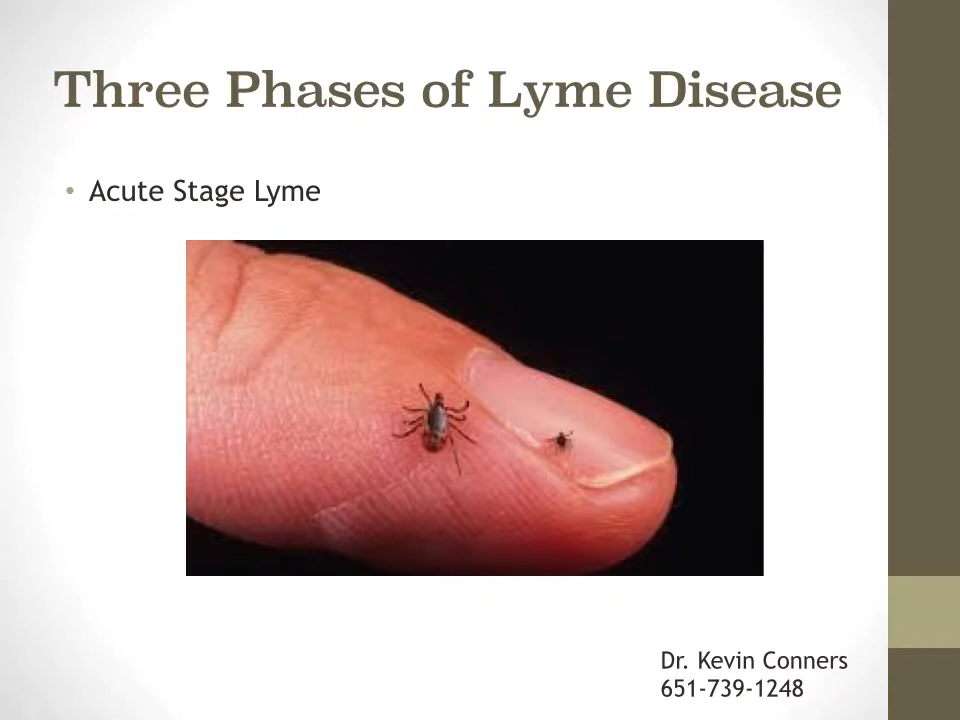 Three Phases of Lyme Disease
• Acute Stage Lyme
Dr. Kevin Conners
651-739-1248